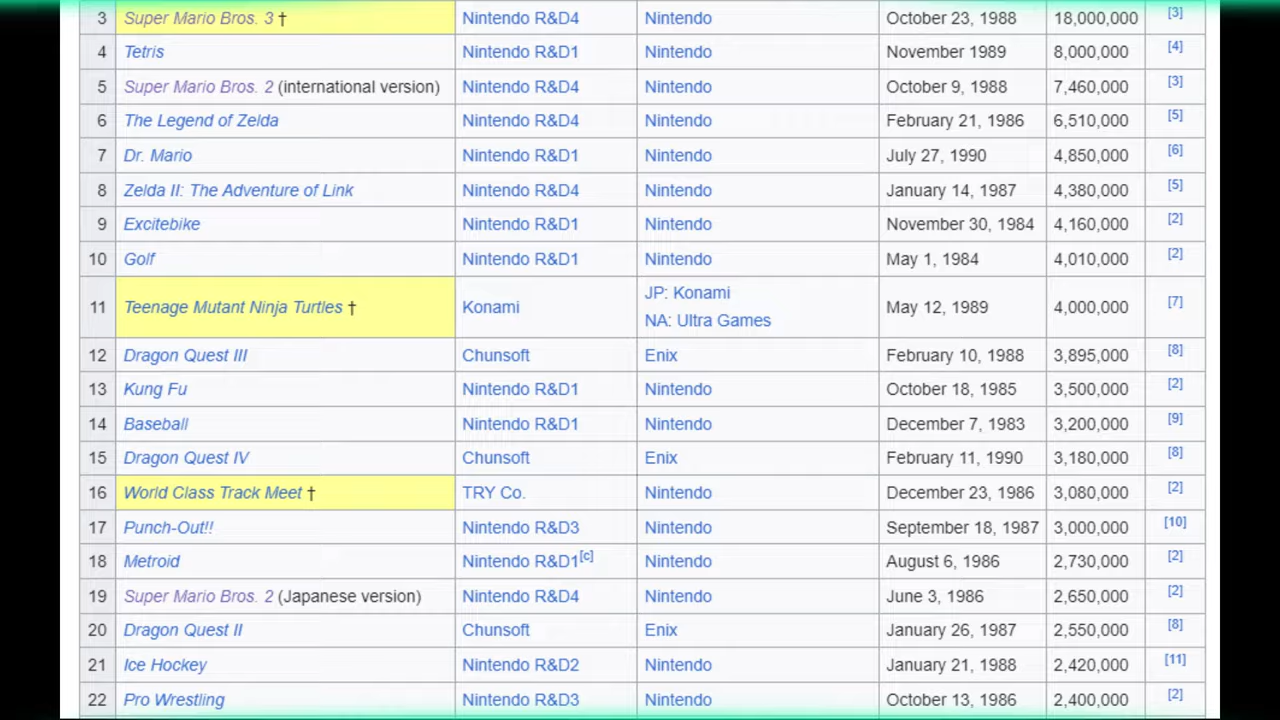 3 Super Mario Bros. 3 † Nintendo R&D4 Nintendo October 23, 1988 18,000,000 [3]
4 Tetris Nintendo R&D1 Nintendo November 1989 8,000,000 [4]
5 Super Mario Bros. 2 (international version) Nintendo R&D4 Nintendo October 9, 1988 7,460,000 [3]
6 The Legend of Zelda Nintendo R&D4 Nintendo February 21, 1986 6,510,000 [5]
7 Dr. Mario Nintendo R&D1 Nintendo July 27, 1990 4,850,000 [6]
8 Zelda II: The Adventure of Link Nintendo R&D4 Nintendo January 14, 1987 4,380,000 [5]
9 Excitebike Nintendo R&D1 Nintendo November 30, 1984 4,160,000 [2]
10 Golf Nintendo R&D1 Nintendo May 1, 1984 4,010,000 [2]
11 Teenage Mutant Ninja Turtles † Konami JP: Konami May 12, 1989 4,000,000 [7]
NA: Ultra Games
12 Dragon Quest III Chunsoft Enix February 10, 1988 3,895,000 [8]
13 Kung Fu Nintendo R&D1 Nintendo October 18, 1985 3,500,000 [2]
14 Baseball Nintendo R&D1 Nintendo December 7, 1983 3,200,000 [9]
15 Dragon Quest IV Chunsoft Enix February 11, 1990 3,180,000 [8]
16 World Class Track Meet † TRY Co. Nintendo December 23, 1986 3,080,000 [2]
17 Punch-Out!! Nintendo R&D3 Nintendo September 18, 1987 3,000,000 [10]
18 Metroid Nintendo R&D1[c] Nintendo August 6, 1986 2,730,000 [2]
19 Super Mario Bros. 2 (Japanese version) Nintendo R&D4 Nintendo June 3, 1986 2,650,000 [2]
20 Dragon Quest II Chunsoft Enix January 26, 1987 2,550,000 [8]
21 Ice Hockey Nintendo R&D2 Nintendo January 21, 1988 2,420,000 [11]
22 Pro Wrestling Nintendo R&D3 Nintendo October 13, 1986 2,400,000 [2]